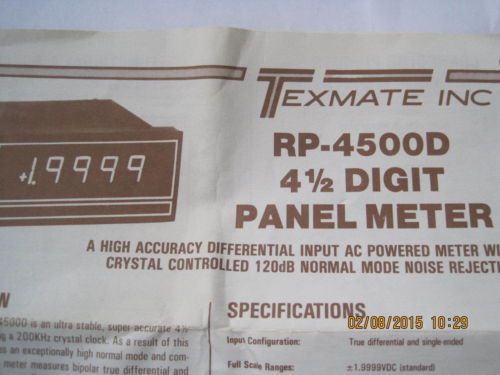 TEXMATE INC
RP-4500D
4½ DIGIT
PANEL METER
+1.9999
A HIGH ACCURACY DIFFERENTIAL INPUT AC POWERED METER WI
CRYSTAL CONTROLLED 120dB NORMAL MODE NOISE REJECTI
W
4500D is an ultra stable, super accurate 4½
g a 200KHz crystal clock. As a result of this
es an exceptionally high normal mode and com-
meter measures bipolar true differential and
SPECIFICATIONS
Input Configuration: True differential and single-ended
Full Scale Ranges: ±1.9999VDC (standard)
02/08/2015 10:29